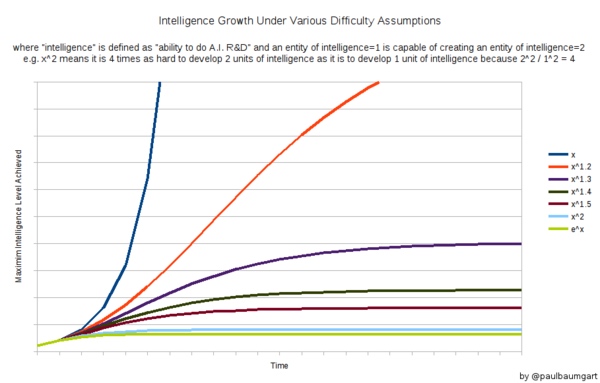 Intelligence Growth Under Various Difficulty Assumptions
where "intelligence" is defined as "ability to do A.I. R&D" and an entity of intelligence=1 is capable of creating an entity of intelligence=2
e.g. x^2 means it is 4 times as hard to develop 2 units of intelligence as it is to develop 1 unit of intelligence because 2^2 / 1^2 = 4
Maximim Intelligence Level Achieved
x
x^1.2
x^1.3
x^1.4
x^1.5
x^2
e^x
Time
by @paulbaumgart